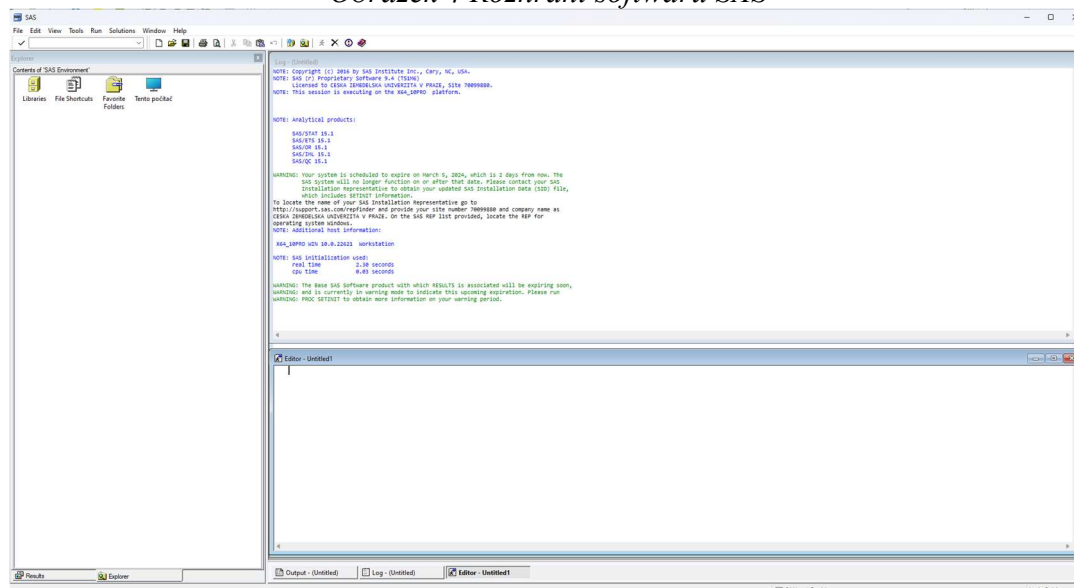 Obrázek 4 Rozhraní softwaru SAS
SAS
File Edit View Tools Run Solutions Window Help
Explorer
Contents of 'SAS Environment'
Libraries
File Shortcuts
Favorite Folders
Tento počítač
Log - (Untitled)
NOTE: Copyright (c) 2016 by SAS Institute Inc., Cary, NC, USA.
NOTE: SAS (r) Proprietary Software 9.4 (TS1M6)
Licensed to CESKA ZEMEDELSKA UNIVERZITA V PRAZE, Site 70099880.
NOTE: This session is executing on the X64_10PRO platform.
NOTE: Analytical products:
SAS/STAT 15.1
SAS/ETS 15.1
SAS/OR 15.1
SAS/IML 15.1
SAS/QC 15.1
WARNING: Your system is scheduled to expire on March 5, 2024, which is 2 days from now. The
SAS System will no longer function on or after that date. Please contact your SAS
Installation Representative to obtain your updated SAS Installation Data (SID) file,
which includes SETINIT information.
To locate the name of your SAS Installation Representative go to
http://support.sas.com/repfinder and provide your site number 70099880 and company name as
CESKA ZEMEDELSKA UNIVERZITA V PRAZE. On the SAS REP list provided, locate the REP for
operating system Windows.
NOTE: Additional host information:
X64_10PRO WIN 10.0.22621 Workstation
NOTE: SAS initialization used:
real time 2.30 seconds
cpu time 0.03 seconds
WARNING: The Base SAS Software product with which RESULTS is associated will be expiring soon,
WARNING: and is currently in warning mode to indicate this upcoming expiration. Please run
WARNING: PROC SETINIT to obtain more information on your warning period.
Editor - Untitled1
Results
Explorer
Output - (Untitled)
Log - (Untitled)
Editor - Untitled1